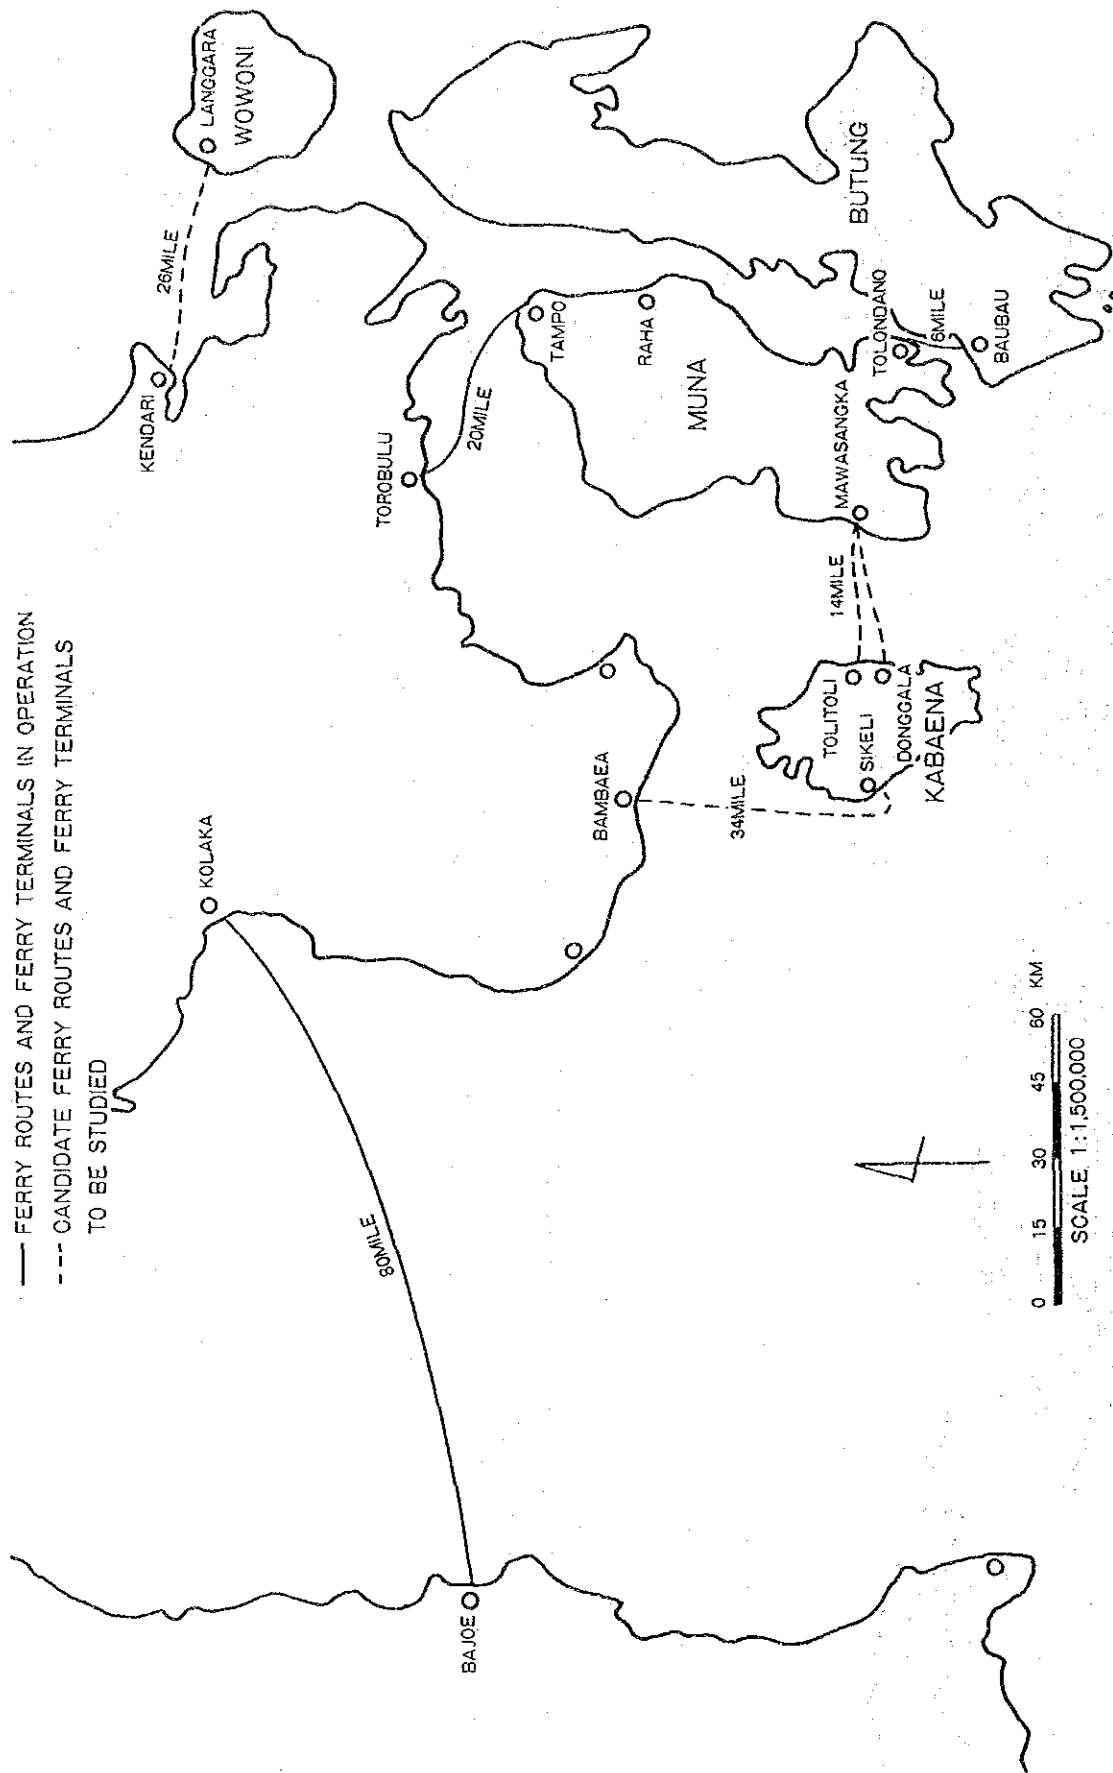 — FERRY ROUTES AND FERRY TERMINALS IN OPERATION
--- CANDIDATE FERRY ROUTES AND FERRY TERMINALS
TO BE STUDIED
KENDARI
26MILE
LANGGARA
WOWONI
KOLAKA
TOROBULU
20MILE
TAMPO
RAHA
MUNA
BUTUNG
80MILE
BAJOE
BAMBAEA
34MILE
TOLITOLI
SIKELI
DONGGALA
KABAENA
14MILE
MAWASANGKA
TOLONDANO
6MILE
BAUBAU
0 15 30 45 60 KM
SCALE 1:1,500,000